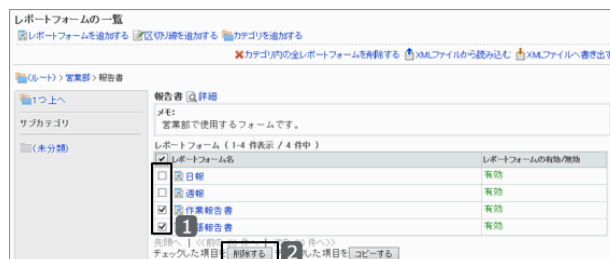 レポートフォームの一覧
レポートフォームを追加する 区切り線を追加する カテゴリを追加する
カテゴリ内の全レポートフォームを削除する XMLファイルから読み込む XMLファイルへ書き出す
(ルート) > 営業部 > 報告書
1つ上へ
サブカテゴリ
(未分類)
報告書 詳細
メモ:
営業部で使用するフォームです。
レポートフォーム ( 1-4 件表示 / 4 件中 )
レポートフォーム名 レポートフォームの有効/無効
日報 有効
週報 有効
作業報告書 有効
1 報告書 有効
先頭へ | <<前の 件へ | 件へ>>
チェックした項目を 削除する 2 した項目を コピーする